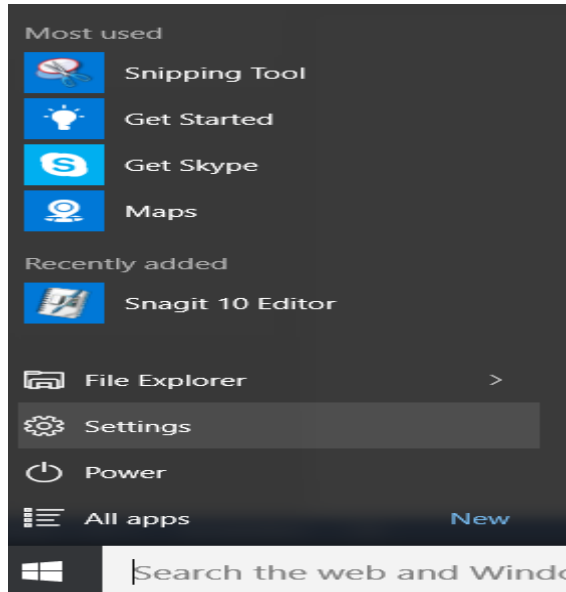 Most used
Snipping Tool
Get Started
Get Skype
Maps
Recently added
Snagit 10 Editor
File Explorer >
Settings
Power
All apps New
Search the web and Windo